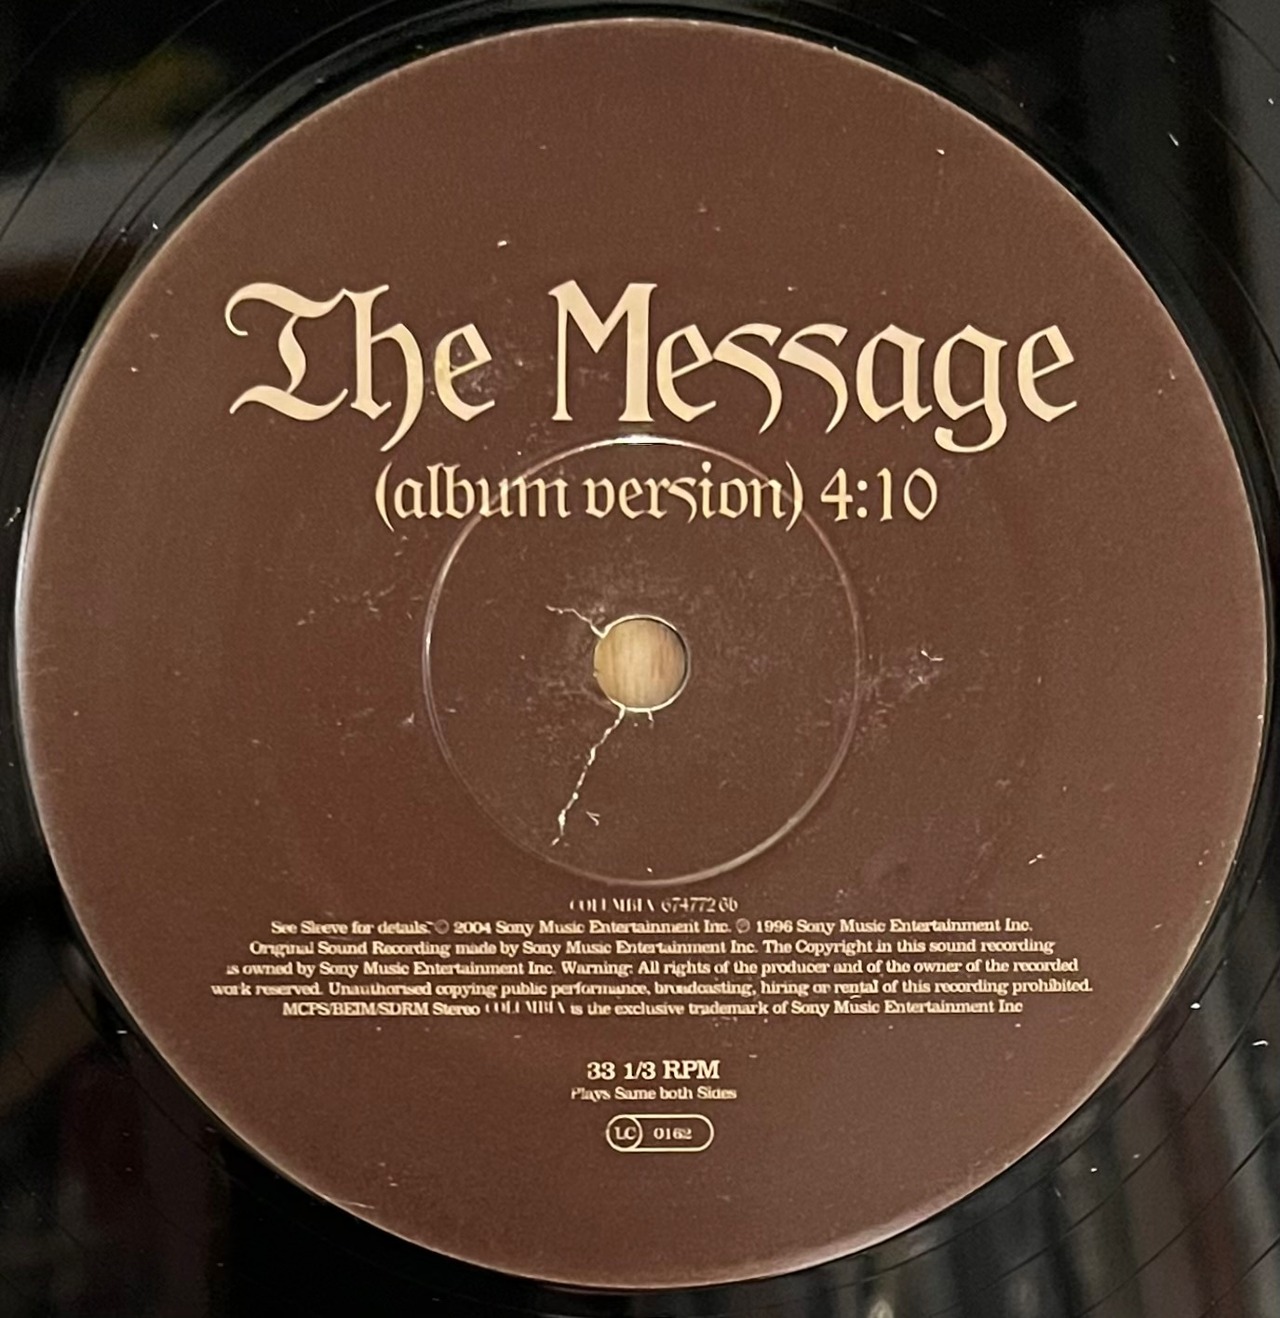 The Message
(album version) 4:10
COLUMBIA 674772 6b
See Sleeve for details. © 2004 Sony Music Entertainment Inc. ℗ 1996 Sony Music Entertainment Inc.
Original Sound Recording made by Sony Music Entertainment Inc. The Copyright in this sound recording
is owned by Sony Music Entertainment Inc. Warning: All rights of the producer and of the owner of the recorded
work reserved. Unauthorised copying public performance, broadcasting, hiring or rental of this recording prohibited.
MCPS/BEIM/SDRM Stereo COLUMBIA is the exclusive trademark of Sony Music Entertainment Inc
33 1/3 RPM
Plays Same both Sides
LC 0162